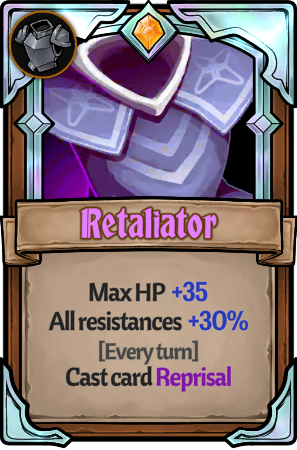 Retaliator
Max HP +35
All resistances +30%
[Every turn]
Cast card Reprisal